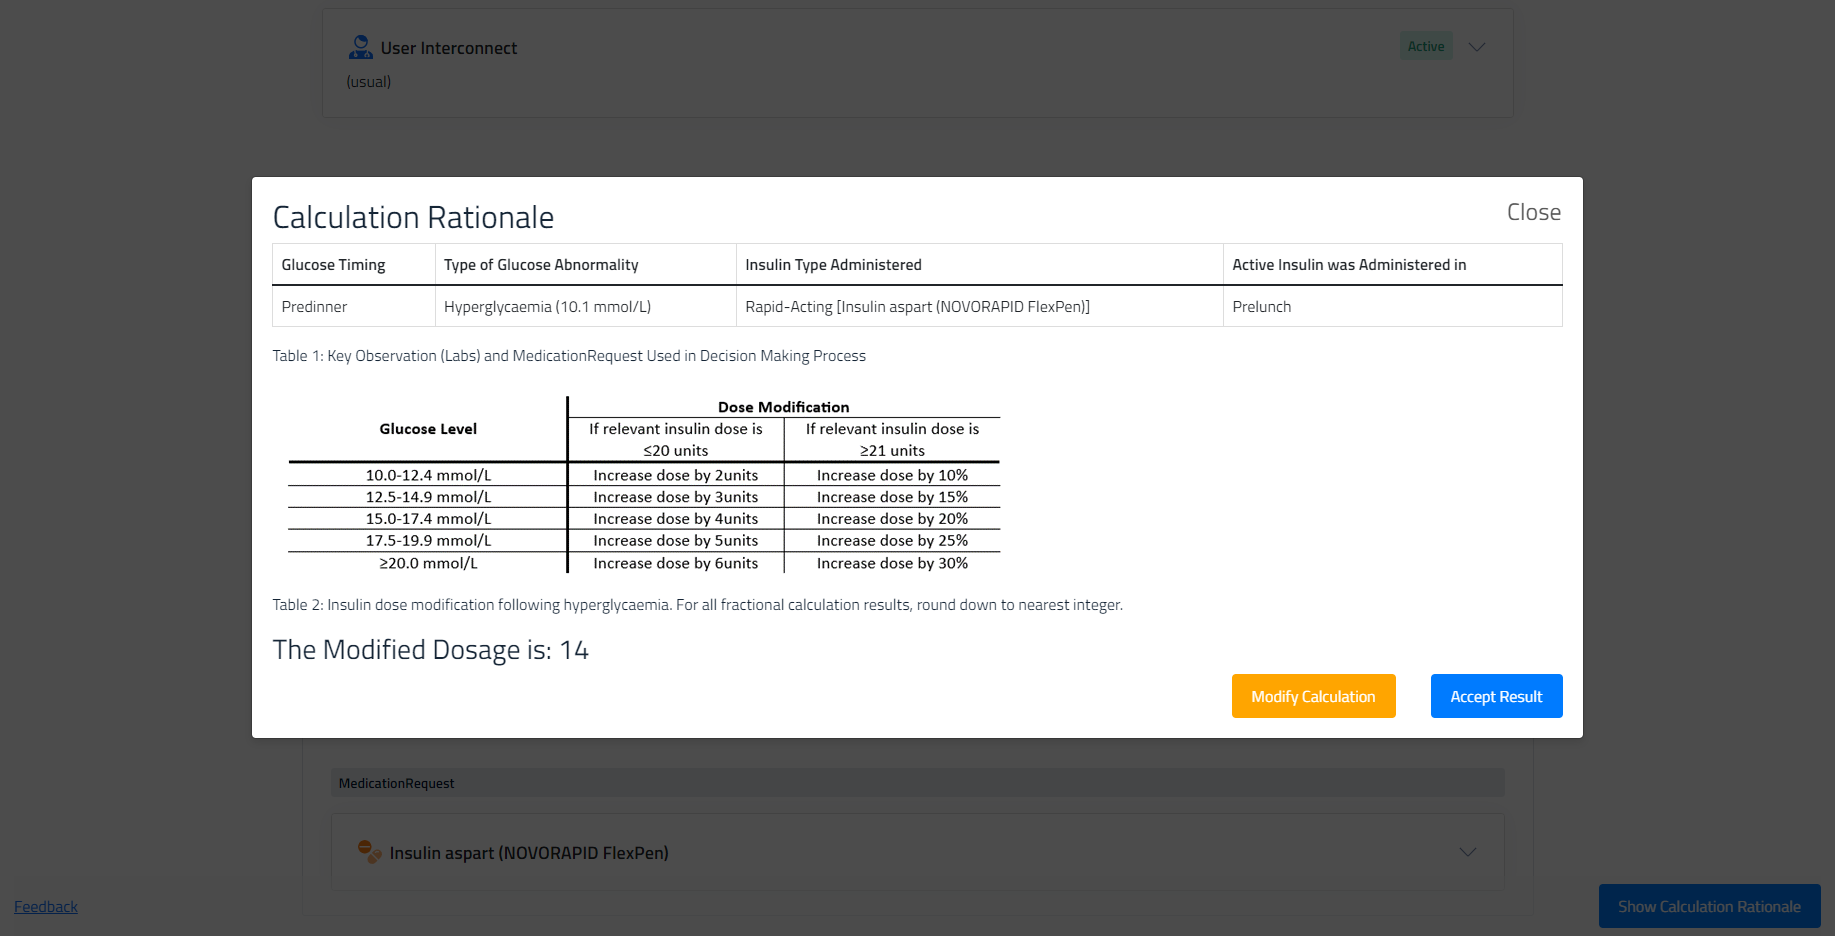 User Interconnect
Active
(usual)
Calculation Rationale
Close
Glucose Timing Type of Glucose Abnormality Insulin Type Administered Active Insulin was Administered in
Predinner Hyperglycaemia (10.1 mmol/L) Rapid-Acting [Insulin aspart (NOVORAPID FlexPen)] Prelunch
Table 1: Key Observation (Labs) and MedicationRequest Used in Decision Making Process
Dose Modification
Glucose Level If relevant insulin dose is If relevant insulin dose is
≤20 units ≥21 units
10.0-12.4 mmol/L Increase dose by 2units Increase dose by 10%
12.5-14.9 mmol/L Increase dose by 3units Increase dose by 15%
15.0-17.4 mmol/L Increase dose by 4units Increase dose by 20%
17.5-19.9 mmol/L Increase dose by 5units Increase dose by 25%
≥20.0 mmol/L Increase dose by 6units Increase dose by 30%
Table 2: Insulin dose modification following hyperglycaemia. For all fractional calculation results, round down to nearest integer.
The Modified Dosage is: 14
Modify Calculation Accept Result
MedicationRequest
Insulin aspart (NOVORAPID FlexPen)
Feedback
Show Calculation Rationale